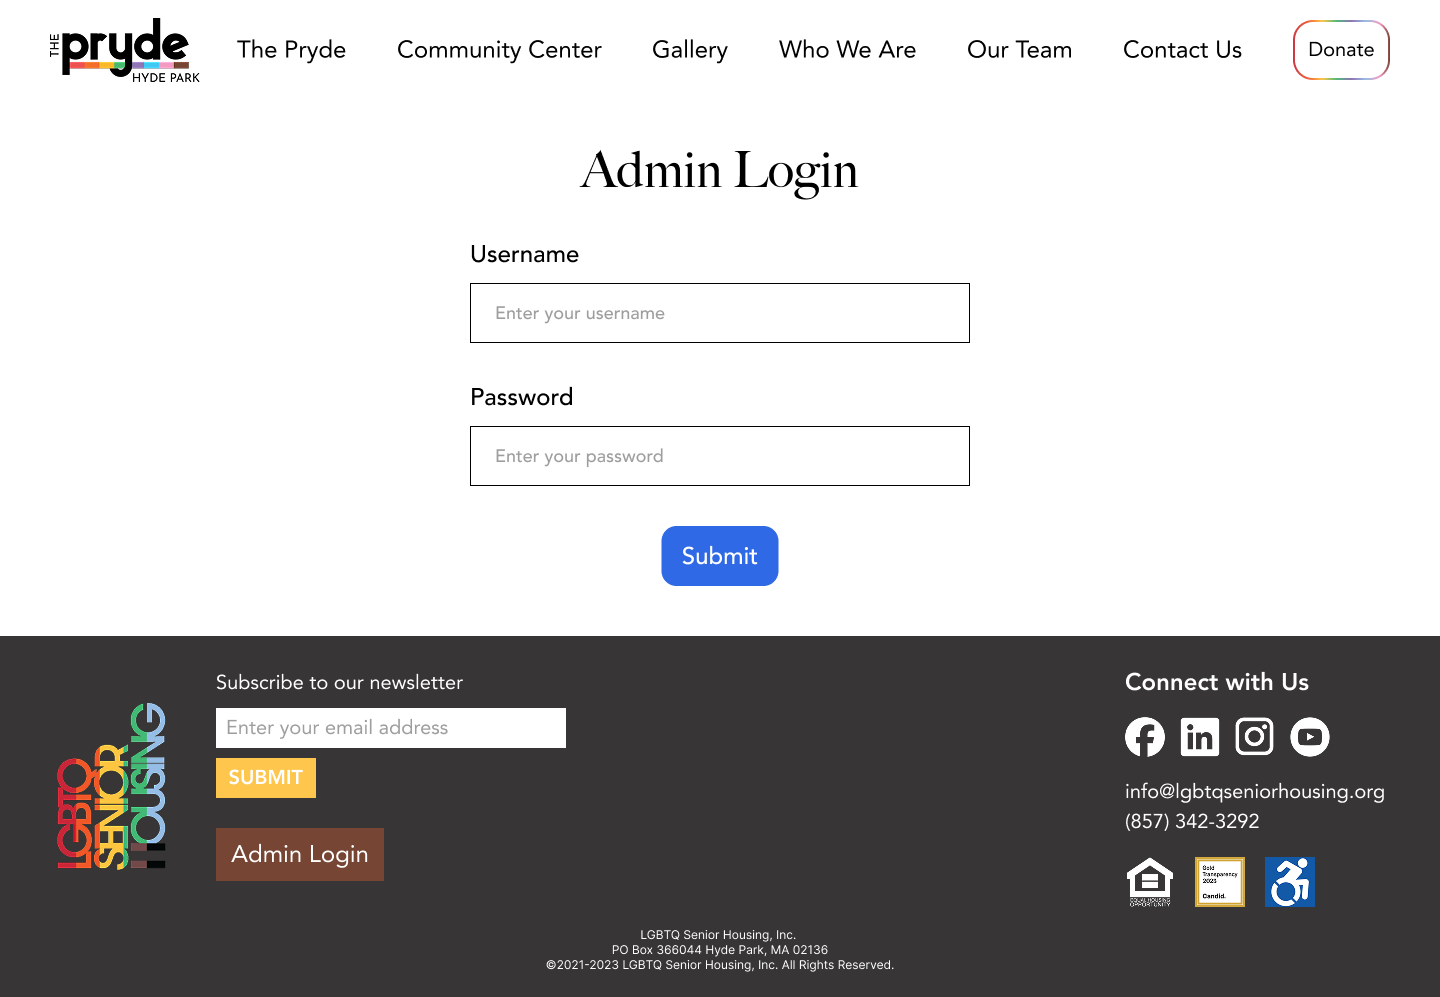 THE pryde HYDE PARK
The Pryde
Community Center
Gallery
Who We Are
Our Team
Contact Us
Donate
Admin Login
Username
Enter your username
Password
Enter your password
Submit
LGBTQ
SENIOR
HOUSING
Subscribe to our newsletter
Enter your email address
SUBMIT
Admin Login
Connect with Us
info@lgbtqseniorhousing.org
(857) 342-3292
EQUAL HOUSING
OPPORTUNITY
Gold
Transparency
2023
Candid.
LGBTQ Senior Housing, Inc.
PO Box 366044 Hyde Park, MA 02136
©2021-2023 LGBTQ Senior Housing, Inc. All Rights Reserved.